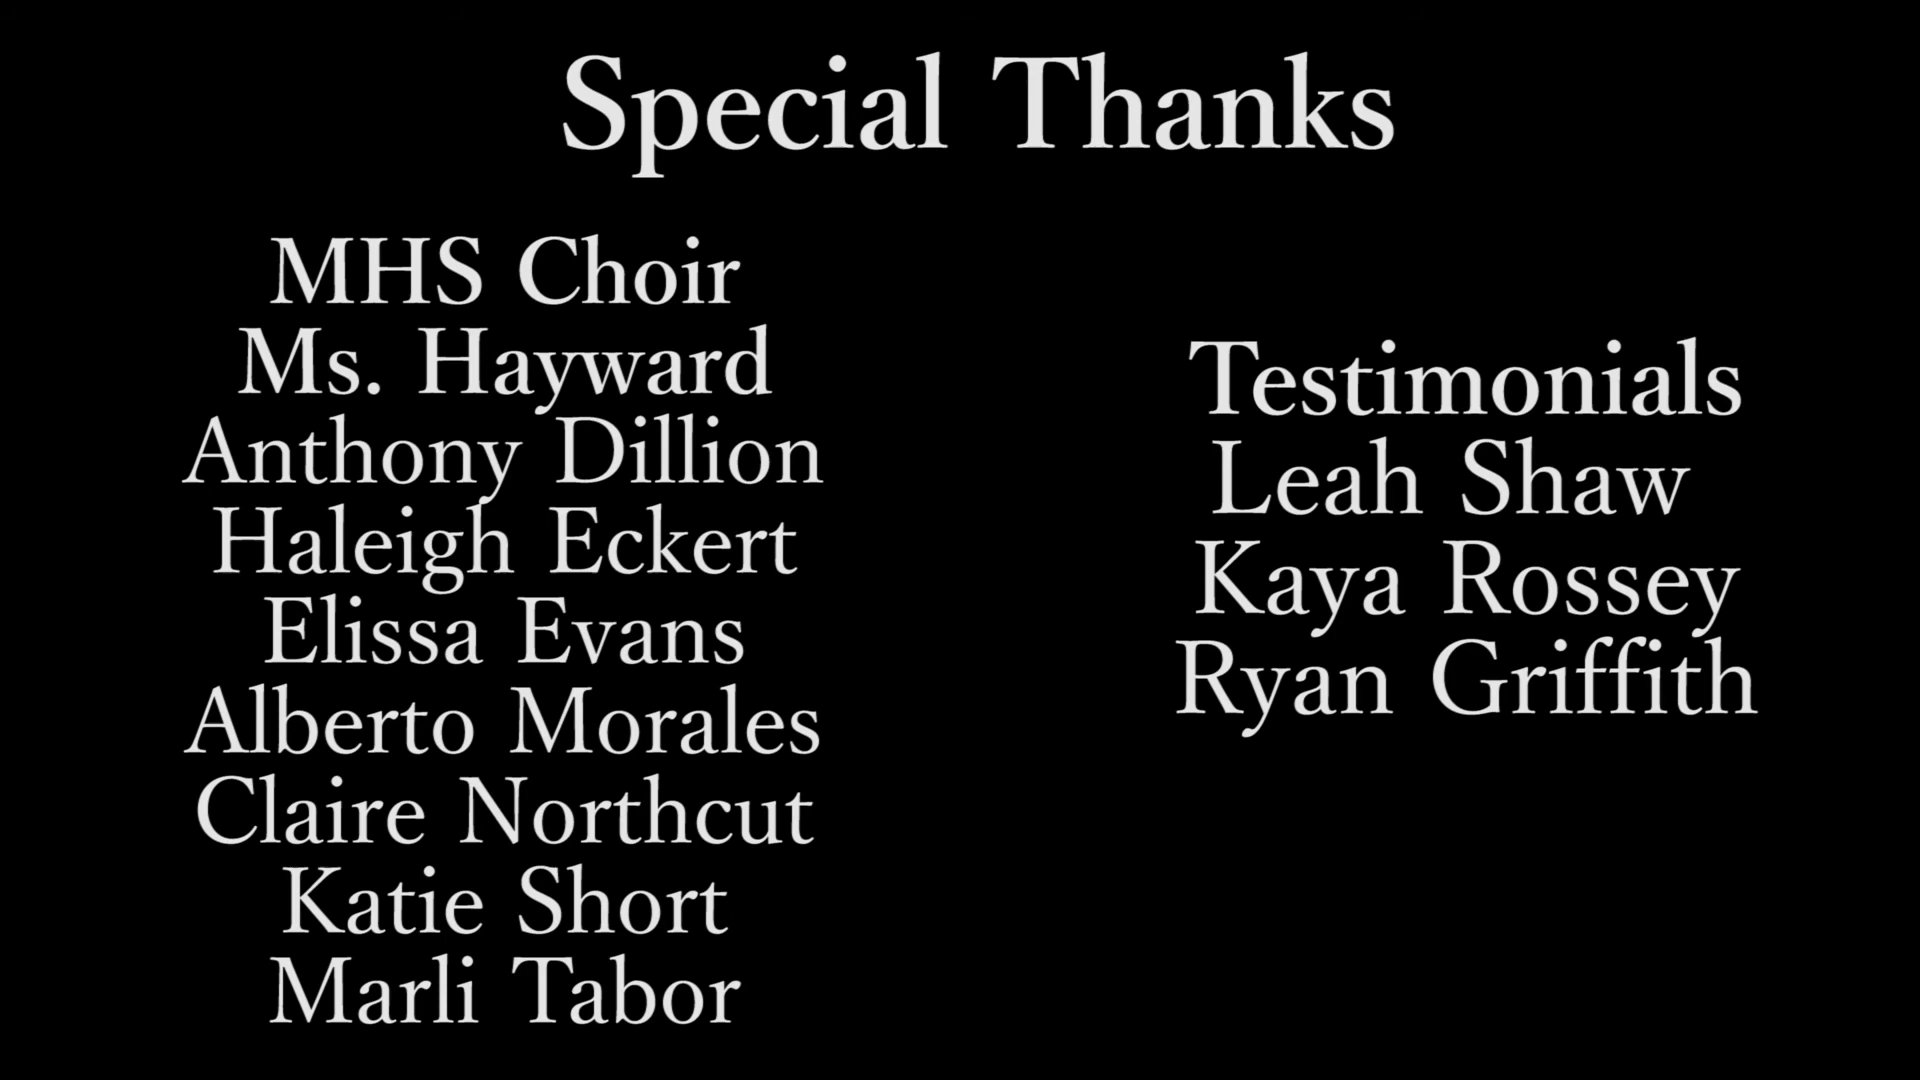 Special Thanks
MHS Choir
Ms. Hayward
Anthony Dillion
Haleigh Eckert
Elissa Evans
Alberto Morales
Claire Northcut
Katie Short
Marli Tabor
Testimonials
Leah Shaw
Kaya Rossey
Ryan Griffith